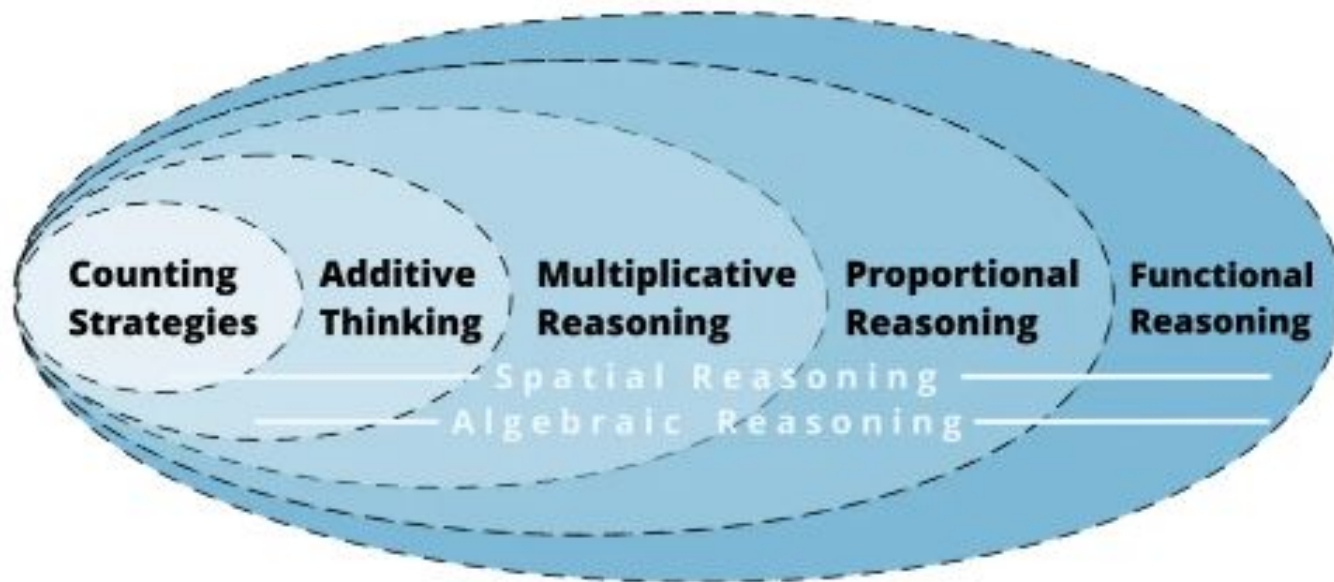 Counting
Strategies
Additive
Thinking
Multiplicative
Reasoning
Proportional
Reasoning
Functional
Reasoning
Spatial Reasoning
Algebraic Reasoning